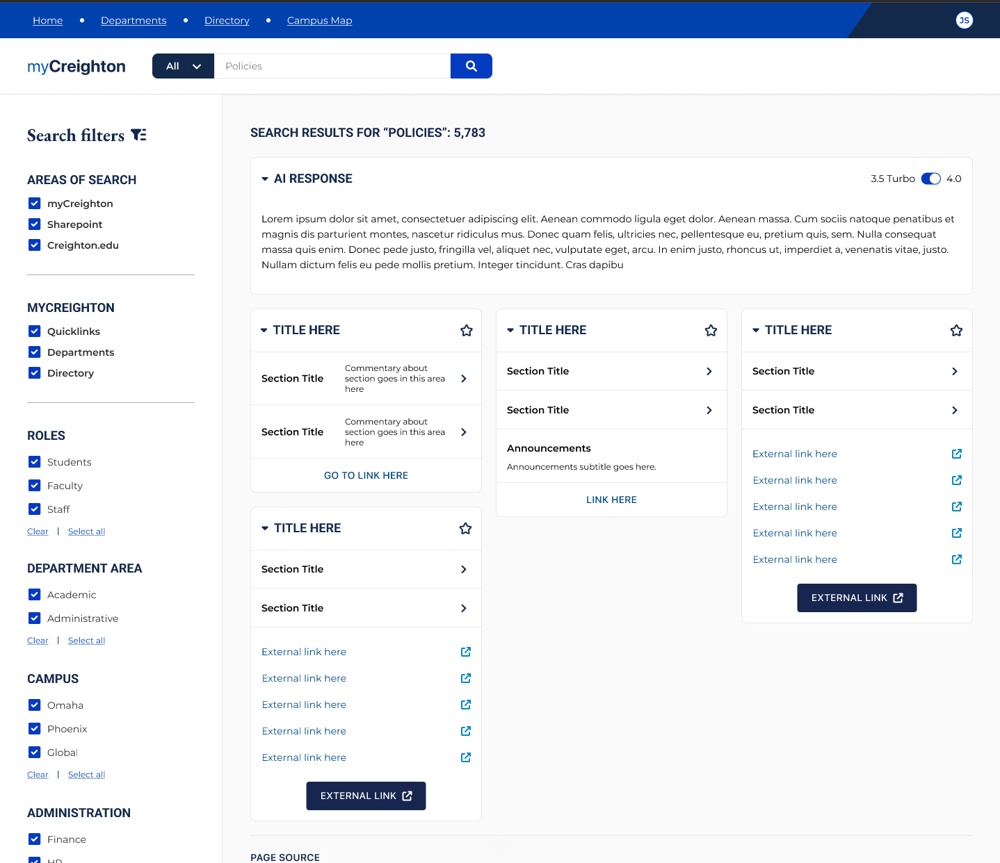 Home • Departments • Directory • Campus Map
JS
myCreighton
All
Policies
Search filters
AREAS OF SEARCH
myCreighton
Sharepoint
Creighton.edu
MYCREIGHTON
Quicklinks
Departments
Directory
ROLES
Students
Faculty
Staff
Clear | Select all
DEPARTMENT AREA
Academic
Administrative
Clear | Select all
CAMPUS
Omaha
Phoenix
Global
Clear | Select all
ADMINISTRATION
Finance
HR
SEARCH RESULTS FOR “POLICIES”: 5,783
AI RESPONSE
3.5 Turbo 4.0
Lorem ipsum dolor sit amet, consectetuer adipiscing elit. Aenean commodo ligula eget dolor. Aenean massa. Cum sociis natoque penatibus et
magnis dis parturient montes, nascetur ridiculus mus. Donec quam felis, ultricies nec, pellentesque eu, pretium quis, sem. Nulla consequat
massa quis enim. Donec pede justo, fringilla vel, aliquet nec, vulputate eget, arcu. In enim justo, rhoncus ut, imperdiet a, venenatis vitae, justo.
Nullam dictum felis eu pede mollis pretium. Integer tincidunt. Cras dapibu
TITLE HERE
Section Title
Commentary about
section goes in this area
here
Section Title
Commentary about
section goes in this area
here
GO TO LINK HERE
TITLE HERE
Section Title
Section Title
External link here
External link here
External link here
External link here
External link here
EXTERNAL LINK
TITLE HERE
Section Title
Section Title
Announcements
Announcements subtitle goes here.
LINK HERE
TITLE HERE
Section Title
Section Title
External link here
External link here
External link here
External link here
External link here
EXTERNAL LINK
PAGE SOURCE